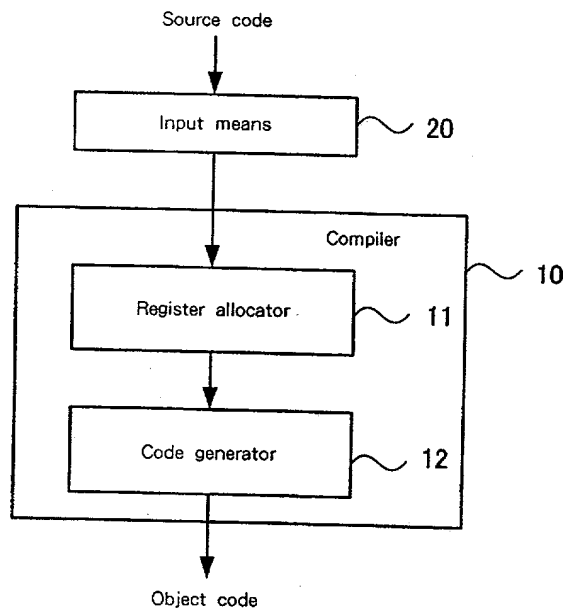 Source code
Input means
20
Compiler
10
Register allocator
11
Code generator
12
Object code